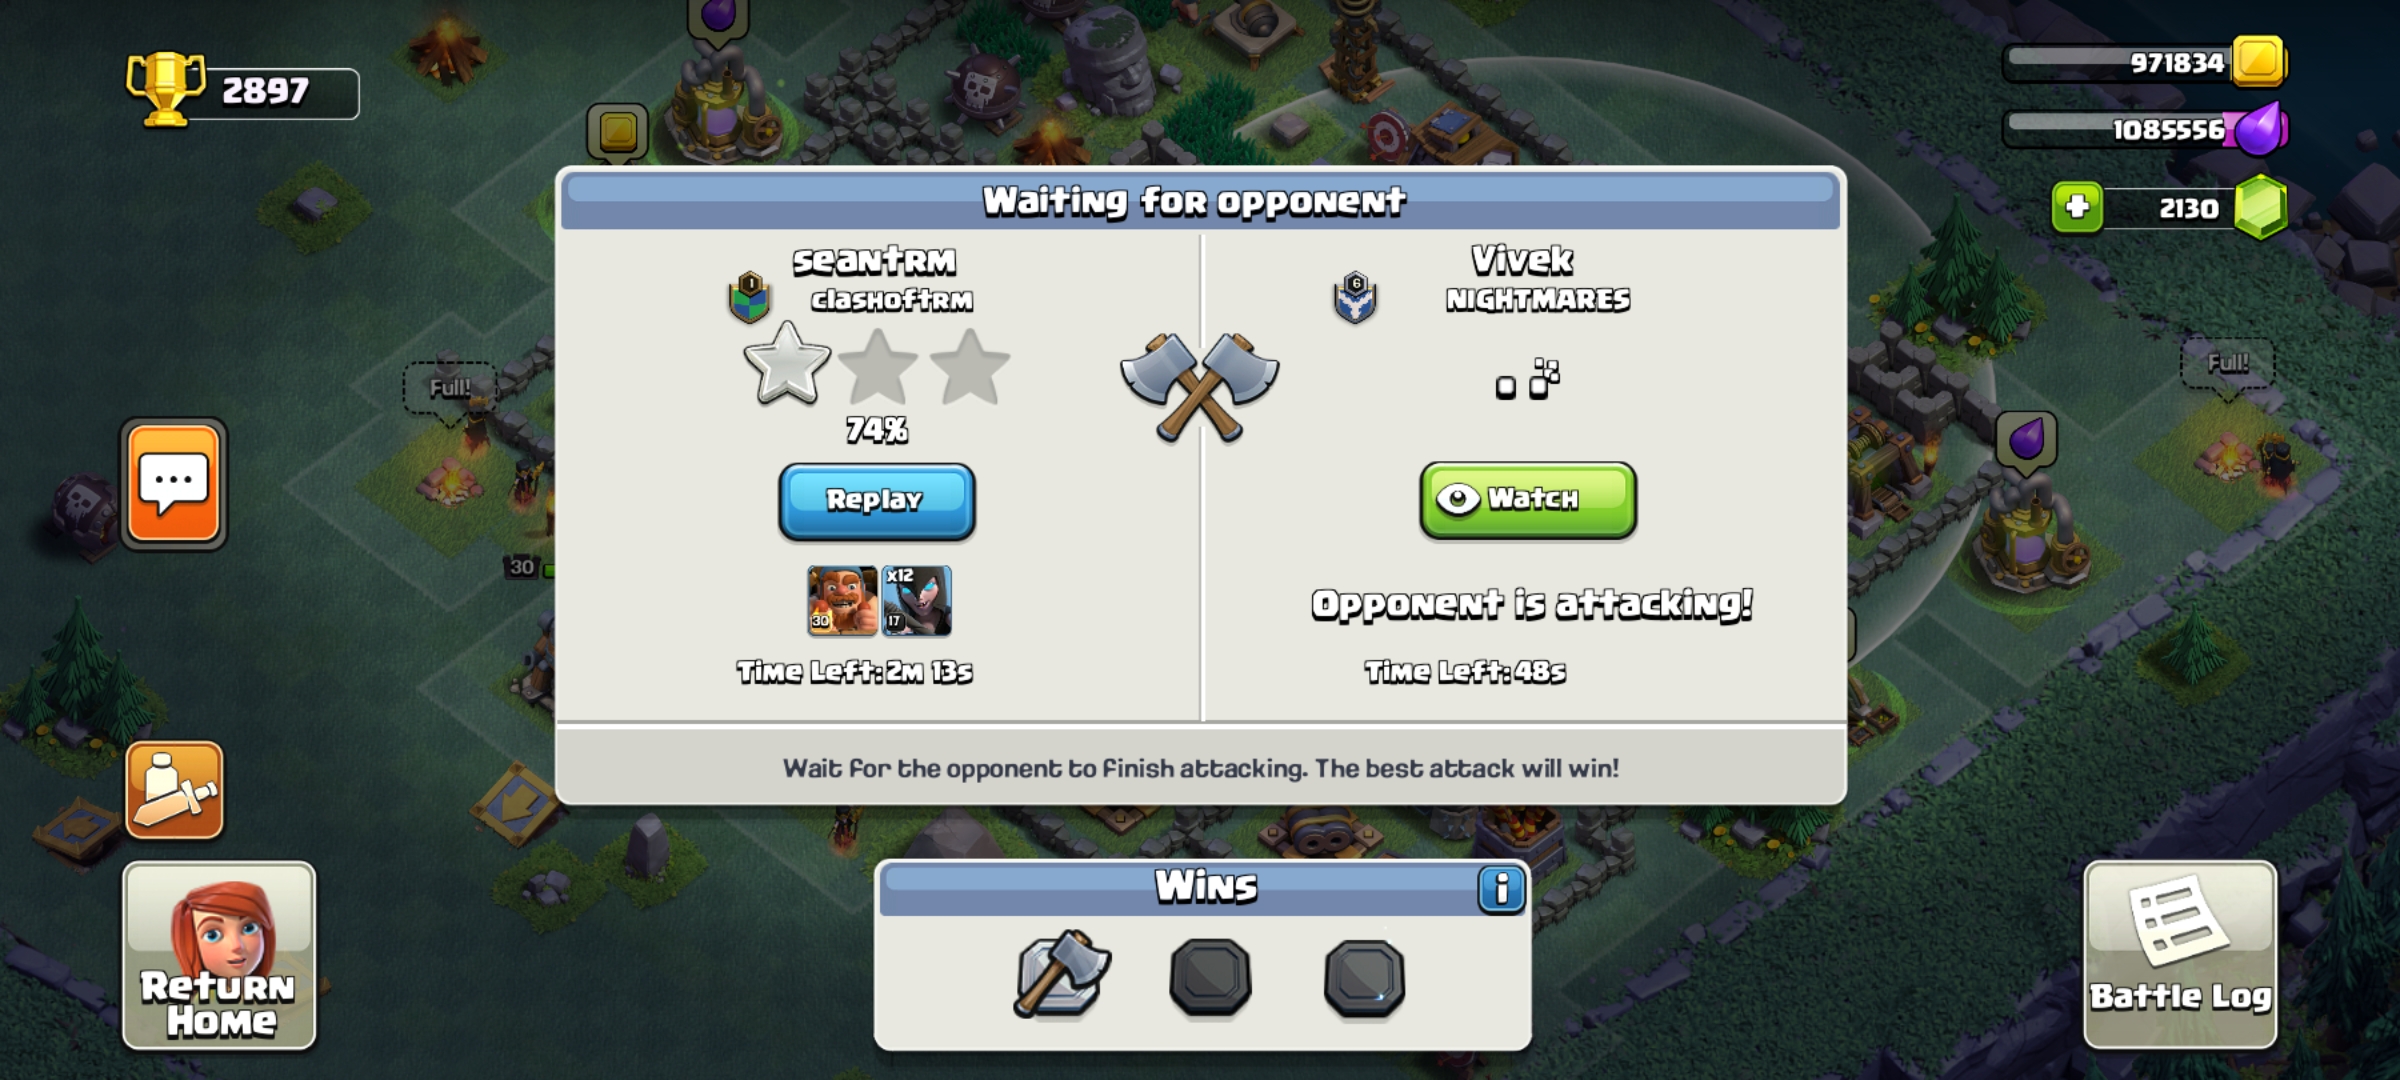 2897
971834
1085556
2130
Waiting for opponent
seantRM
clasHoftRM
1
74%
Replay
30
x12
17
Time Left: 2m 13s
Vivek
NIGHTMARES
6
Watch
Opponent is attacking!
Time Left: 48s
Wait for the opponent to finish attacking. The best attack will win!
Full!
Full!
30
Wins
i
Return
Home
Battle Log